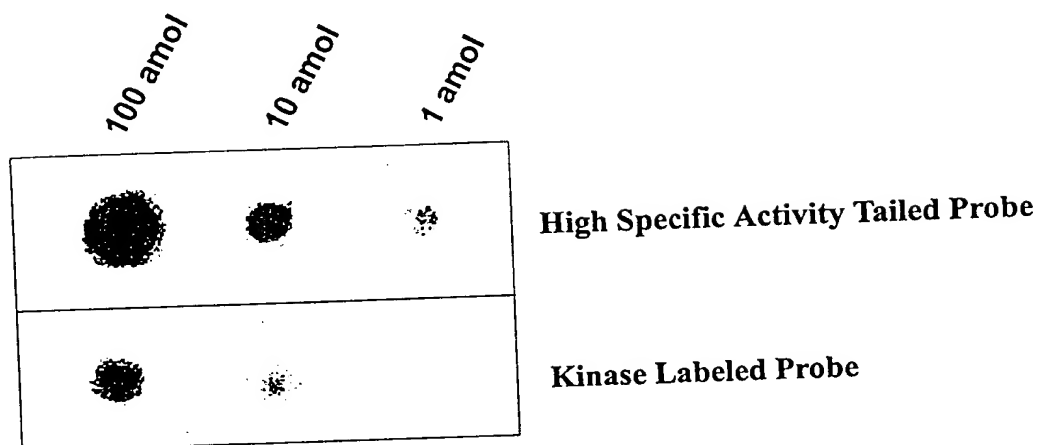 100 amol
10 amol
1 amol
High Specific Activity Tailed Probe
Kinase Labeled Probe